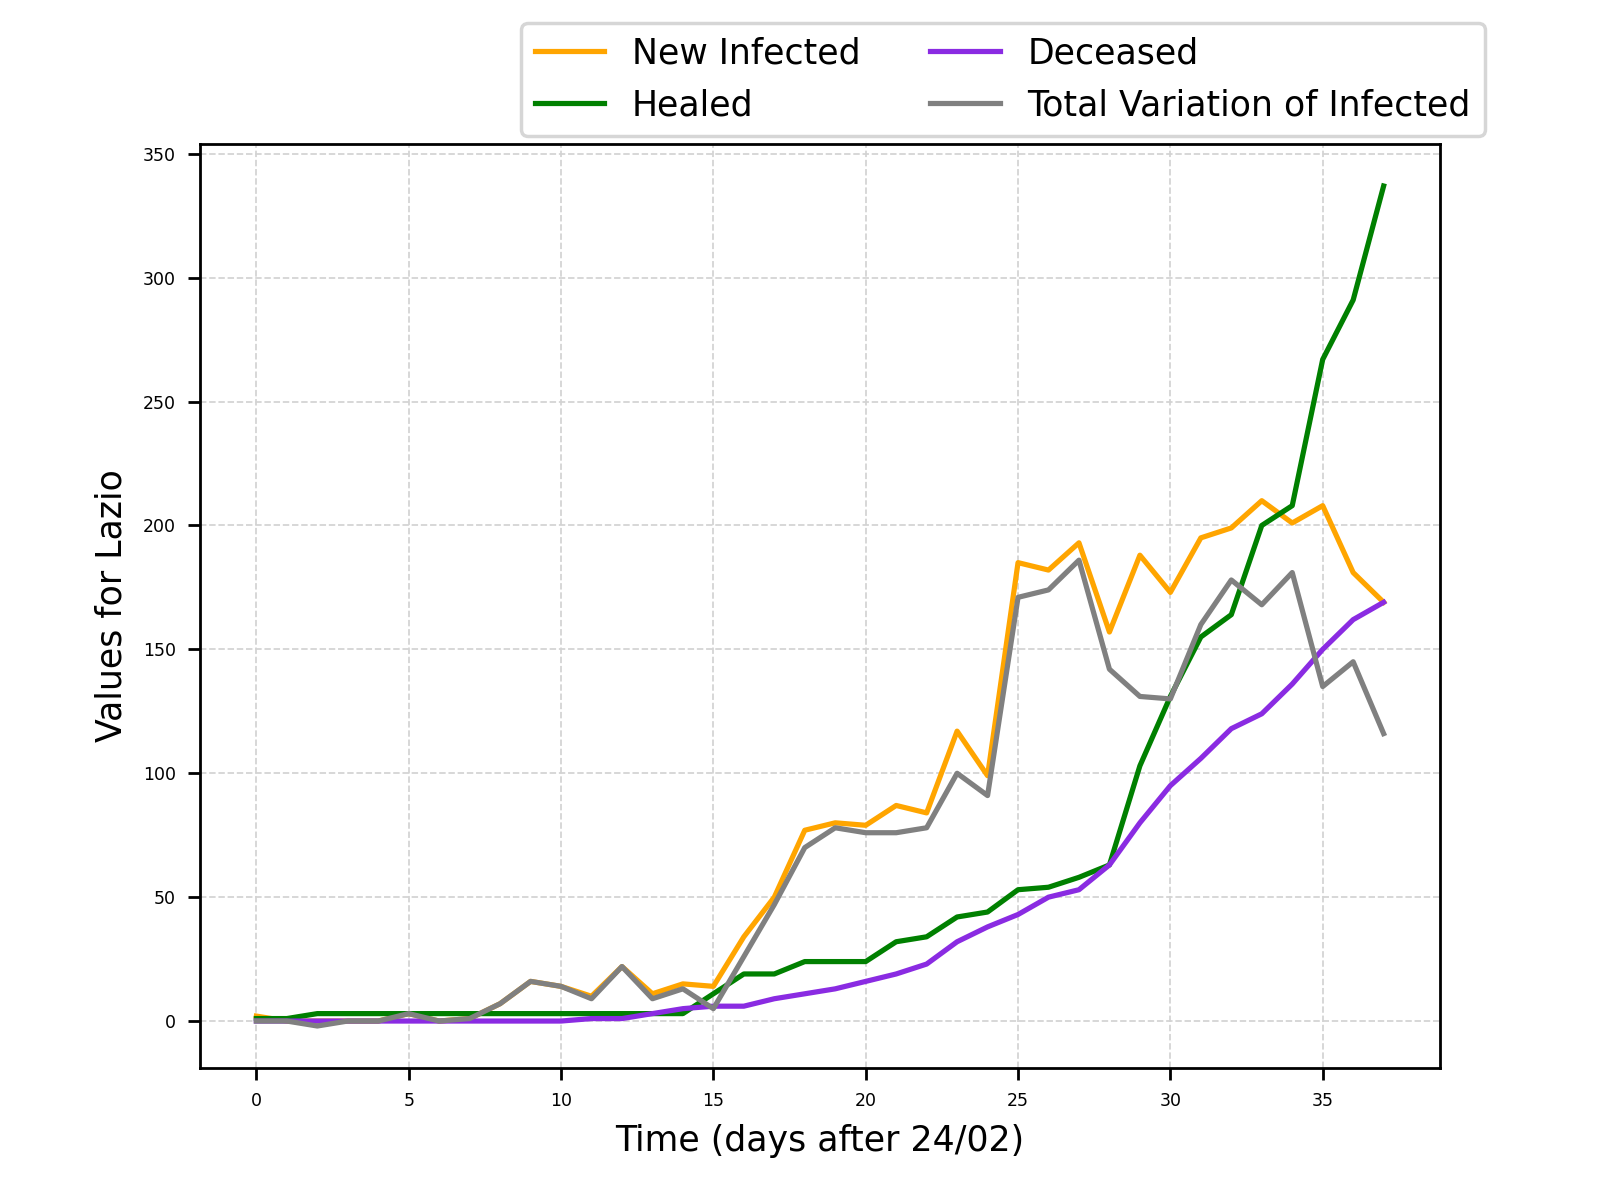 New Infected
Healed
Deceased
Total Variation of Infected
350
300
250
200
150
100
50
0
Values for Lazio
0 5 10 15 20 25 30 35
Time (days after 24/02)